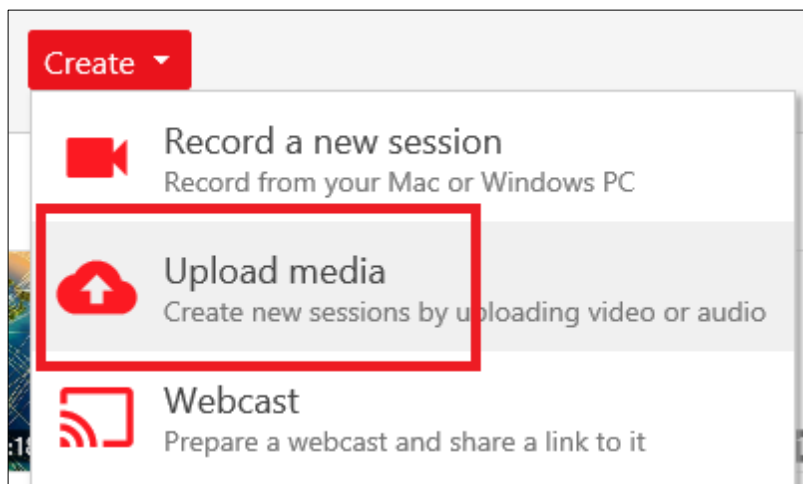 Create
Record a new session
Record from your Mac or Windows PC
Upload media
Create new sessions by uploading video or audio
Webcast
Prepare a webcast and share a link to it